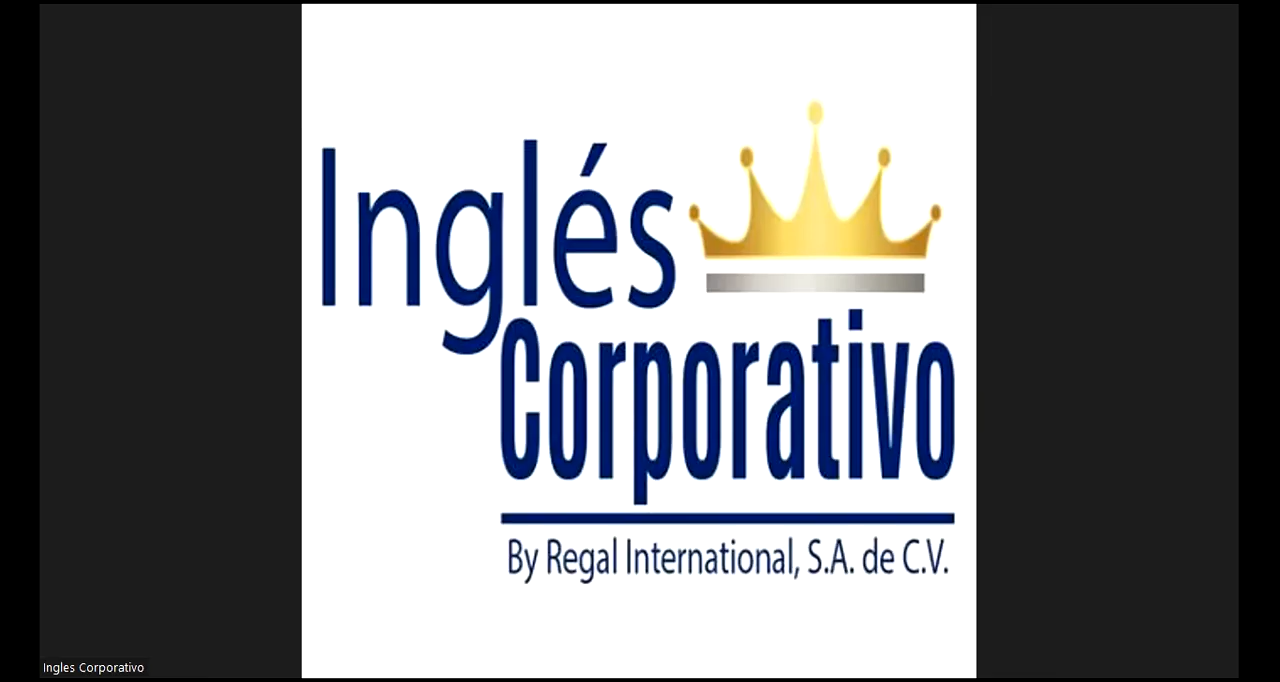 Inglés
Corporativo
By Regal International, S.A. de C.V.
Ingles Corporativo